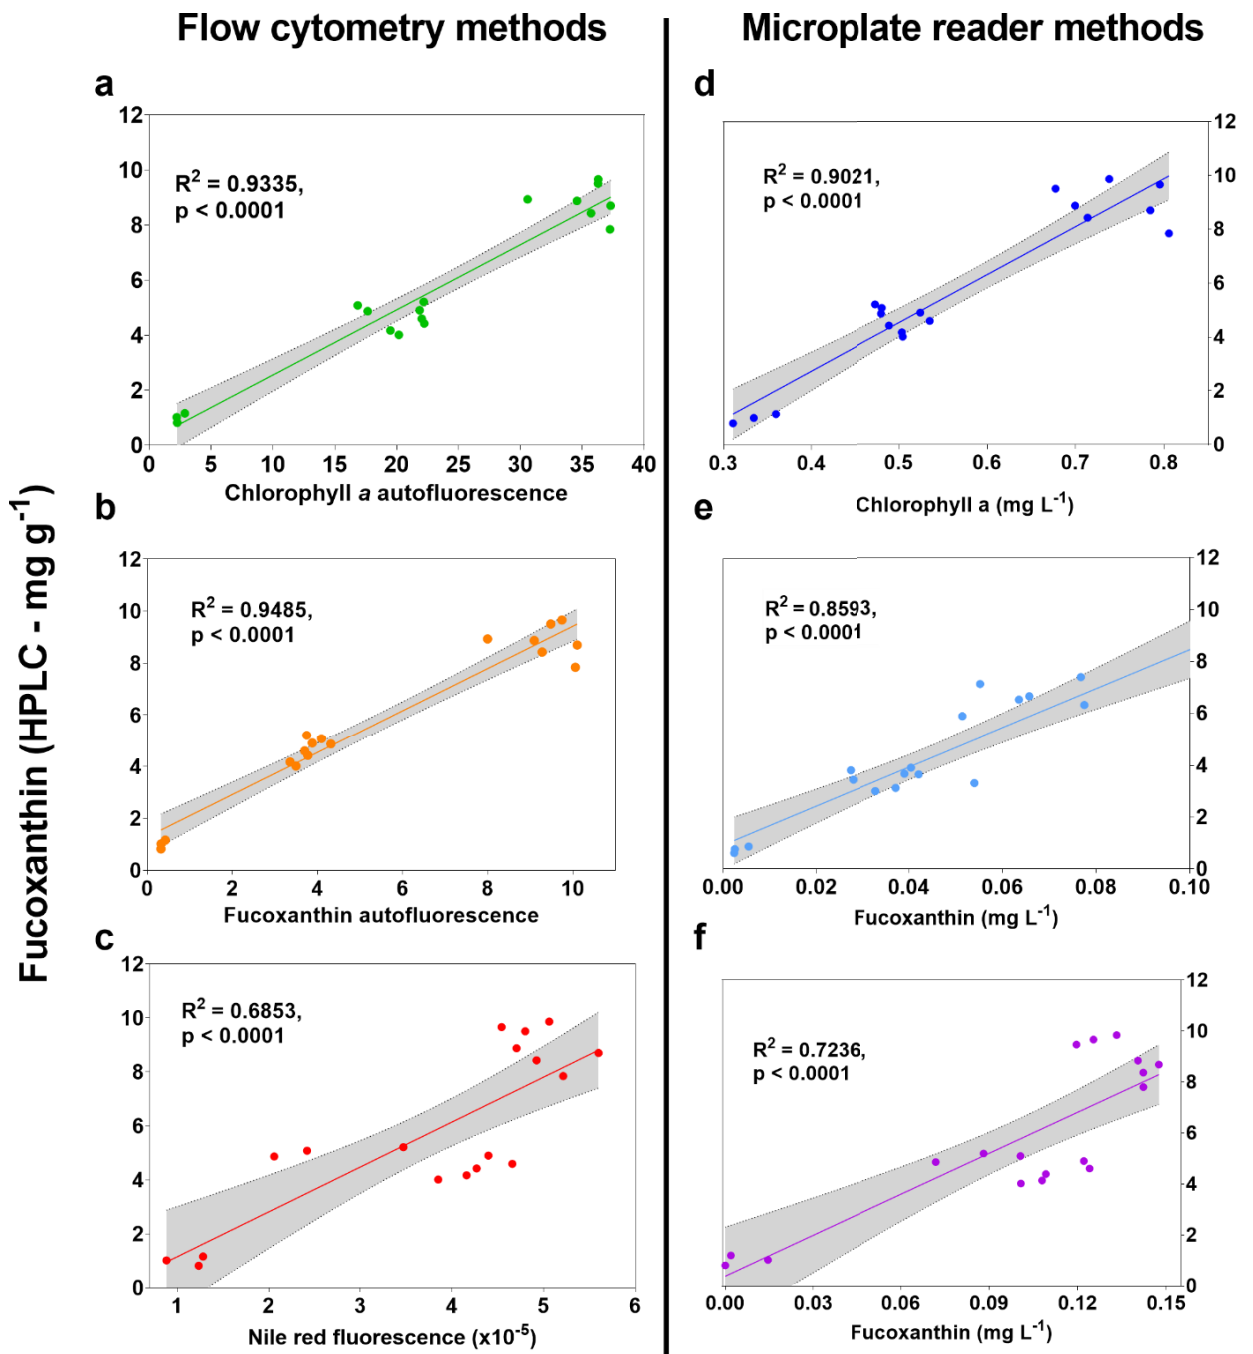 Flow cytometry methods
Microplate reader methods
Fucoxanthin (HPLC - mg g⁻¹)
a
12
10
8
6
4
2
0
R² = 0.9335,
p < 0.0001
0 5 10 15 20 25 30 35 40
Chlorophyll a autofluorescence
b
12
10
8
6
4
2
0
R² = 0.9485,
p < 0.0001
0 2 4 6 8 10
Fucoxanthin autofluorescence
c
12
10
8
6
4
2
0
R² = 0.6853,
p < 0.0001
1 2 3 4 5 6
Nile red fluorescence (x10⁻⁵)
d
12
10
8
6
4
2
0
R² = 0.9021,
p < 0.0001
0.3 0.4 0.5 0.6 0.7 0.8
Chlorophyll a (mg L⁻¹)
e
12
10
8
6
4
2
0
R² = 0.8593,
p < 0.0001
0.00 0.02 0.04 0.06 0.08 0.10
Fucoxanthin (mg L⁻¹)
f
12
10
8
6
4
2
0
R² = 0.7236,
p < 0.0001
0.00 0.03 0.06 0.09 0.12 0.15
Fucoxanthin (mg L⁻¹)